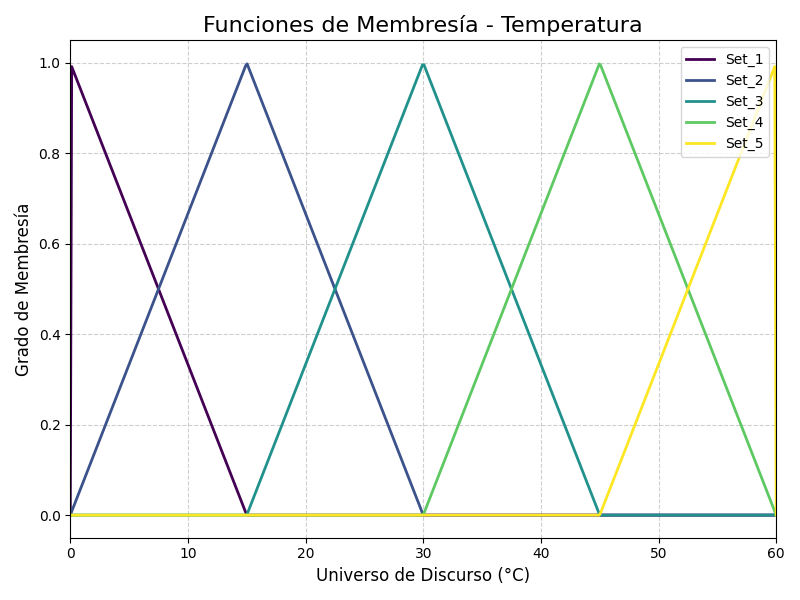 Funciones de Membresía - Temperatura
Set_1
Set_2
Set_3
Set_4
Set_5
Grado de Membresía
1.0
0.8
0.6
0.4
0.2
0.0
0 10 20 30 40 50 60
Universo de Discurso (°C)